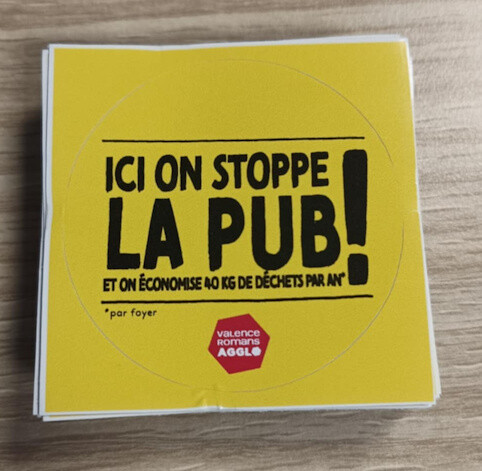 ICI ON STOPPE
LA PUB!
ET ON ÉCONOMISE 40 KG DE DÉCHETS PAR AN*
*par foyer
valence
romans
AGGLO